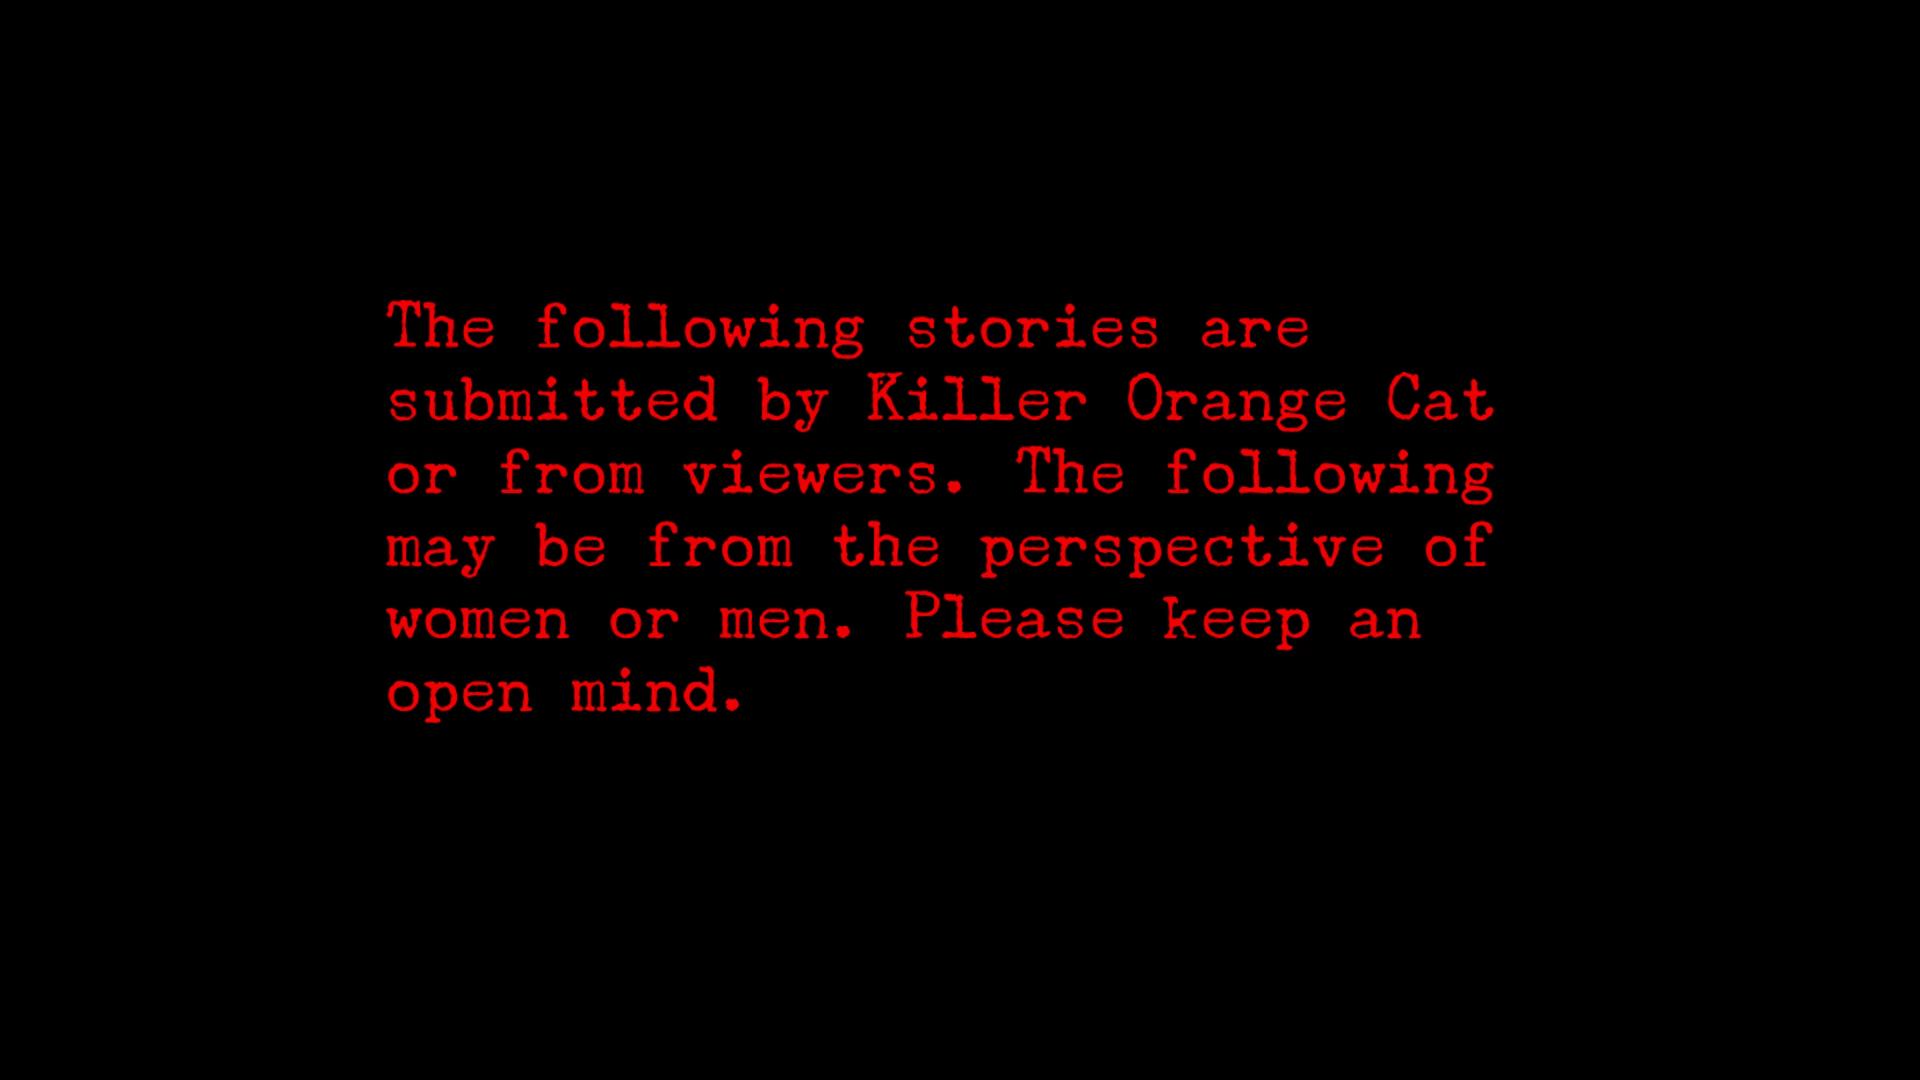 The following stories are
submitted by Killer Orange Cat
or from viewers. The following
may be from the perspective of
women or men. Please keep an
open mind.